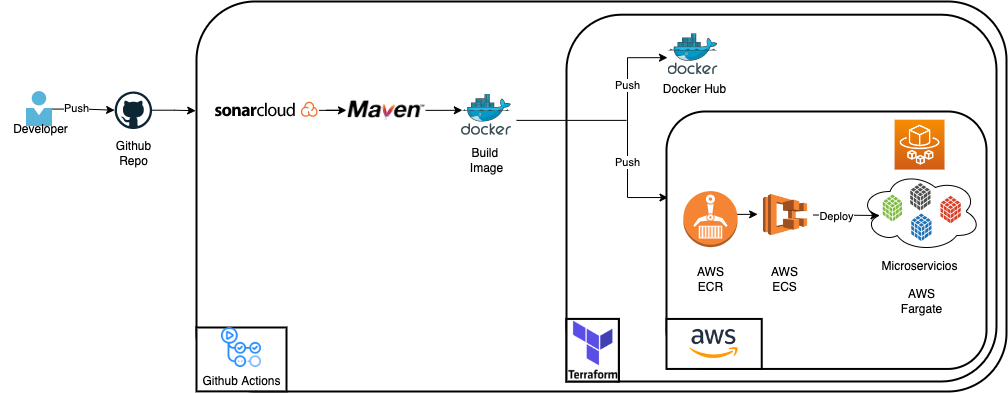 Developer
Push
Github
Repo
sonarcloud
Maven™
docker
Build
Image
Push
docker
Docker Hub
Push
AWS
ECR
AWS
ECS
Deploy
Microservicios
AWS
Fargate
Github Actions
Terraform
aws